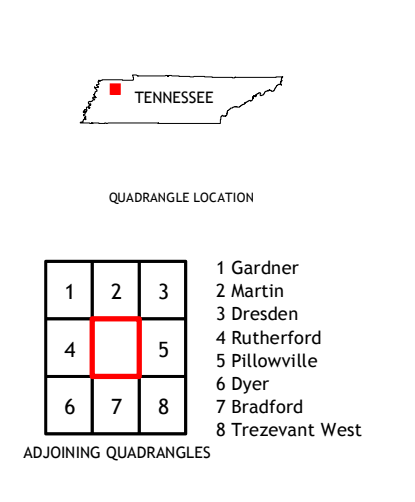 TENNESSEE
QUADRANGLE LOCATION
1 2 3
4 5
6 7 8
ADJOINING QUADRANGLES
1 Gardner
2 Martin
3 Dresden
4 Rutherford
5 Pillowville
6 Dyer
7 Bradford
8 Trezevant West